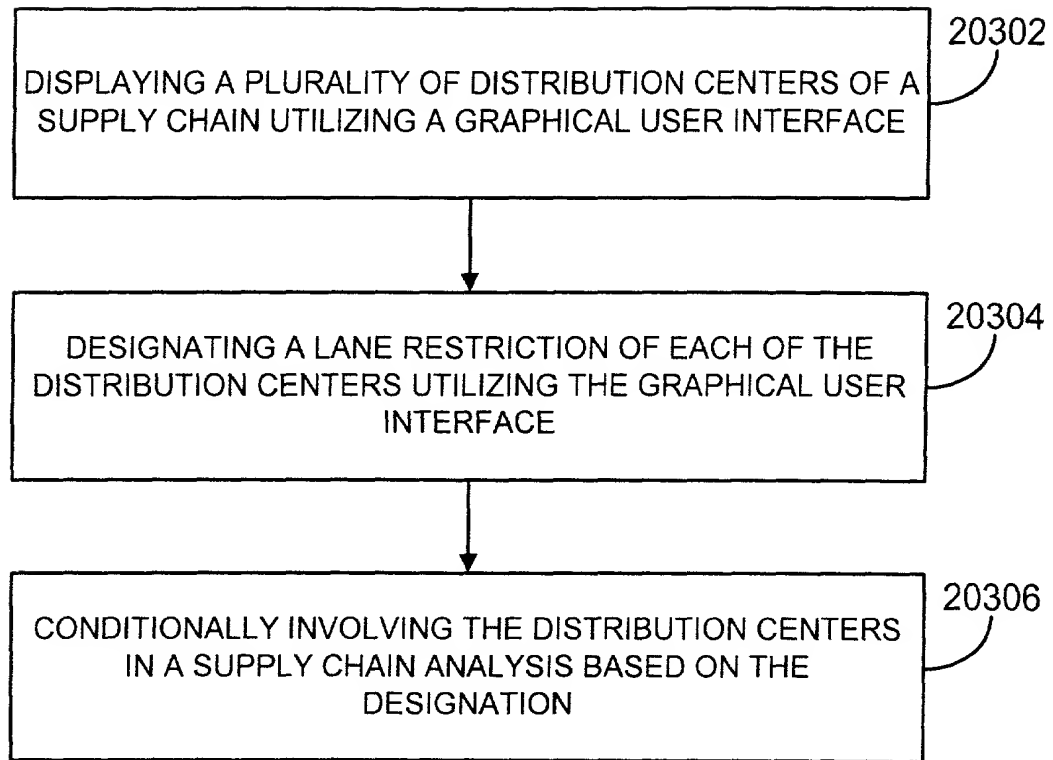 20302
DISPLAYING A PLURALITY OF DISTRIBUTION CENTERS OF A
SUPPLY CHAIN UTILIZING A GRAPHICAL USER INTERFACE
20304
DESIGNATING A LANE RESTRICTION OF EACH OF THE
DISTRIBUTION CENTERS UTILIZING THE GRAPHICAL USER
INTERFACE
20306
CONDITIONALLY INVOLVING THE DISTRIBUTION CENTERS
IN A SUPPLY CHAIN ANALYSIS BASED ON THE
DESIGNATION